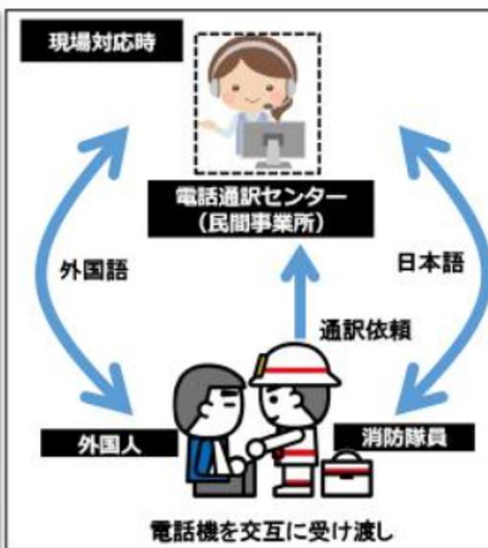 現場対応時
電話通訳センター
（民間事業所）
外国語
日本語
通訳依頼
外国人
消防隊員
電話機を交互に受け渡し